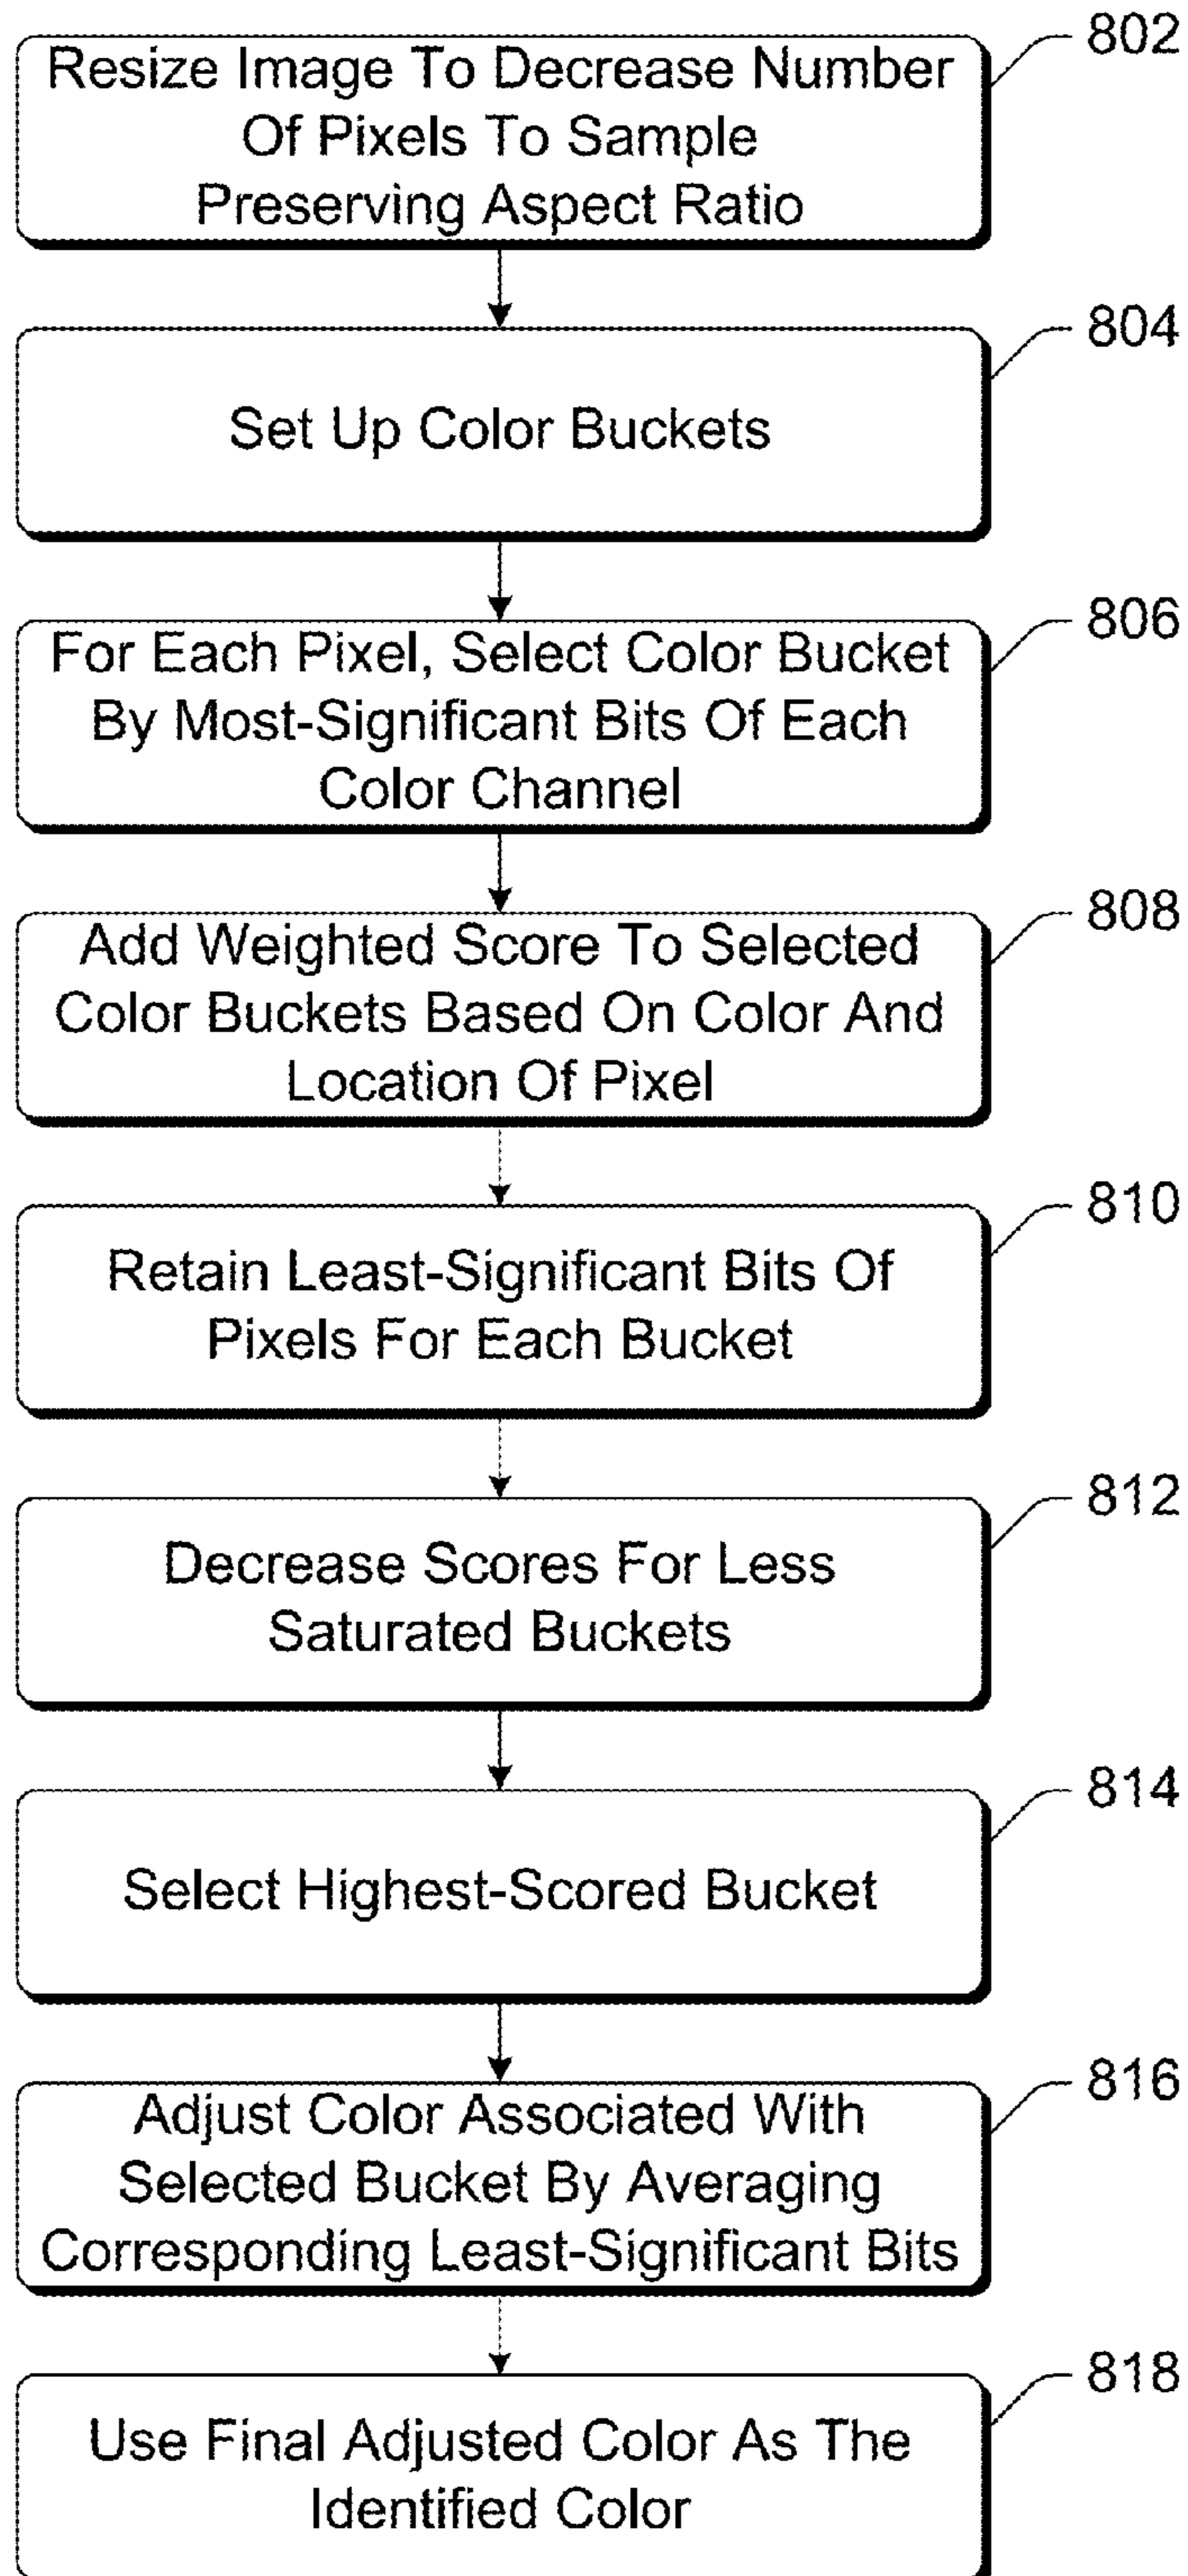 802
Resize Image To Decrease Number
Of Pixels To Sample
Preserving Aspect Ratio
804
Set Up Color Buckets
806
For Each Pixel, Select Color Bucket
By Most-Significant Bits Of Each
Color Channel
808
Add Weighted Score To Selected
Color Buckets Based On Color And
Location Of Pixel
810
Retain Least-Significant Bits Of
Pixels For Each Bucket
812
Decrease Scores For Less
Saturated Buckets
814
Select Highest-Scored Bucket
816
Adjust Color Associated With
Selected Bucket By Averaging
Corresponding Least-Significant Bits
818
Use Final Adjusted Color As The
Identified Color